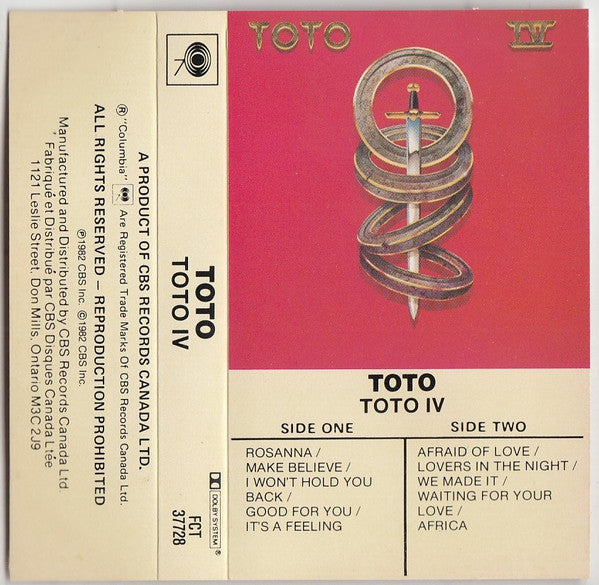 TOTO
IV
TOTO
TOTO IV
SIDE ONE
ROSANNA /
MAKE BELIEVE /
I WON'T HOLD YOU
BACK /
GOOD FOR YOU /
IT'S A FEELING
SIDE TWO
AFRAID OF LOVE /
LOVERS IN THE NIGHT /
WE MADE IT /
WAITING FOR YOUR
LOVE /
AFRICA
TOTO
TOTO IV
DOLBY SYSTEM ®
FCT
37728
A PRODUCT OF CBS RECORDS CANADA LTD.
® "Columbia" Are Registered Trade Marks Of CBS Records Canada Ltd.
ALL RIGHTS RESERVED – REPRODUCTION PROHIBITED
℗1982 CBS Inc. ©1982 CBS Inc.
Manufactured and Distributed by CBS Records Canada Ltd.
Fabriqué et Distribué par CBS Disques Canada Ltée
1121 Leslie Street, Don Mills, Ontario M3C 2J9